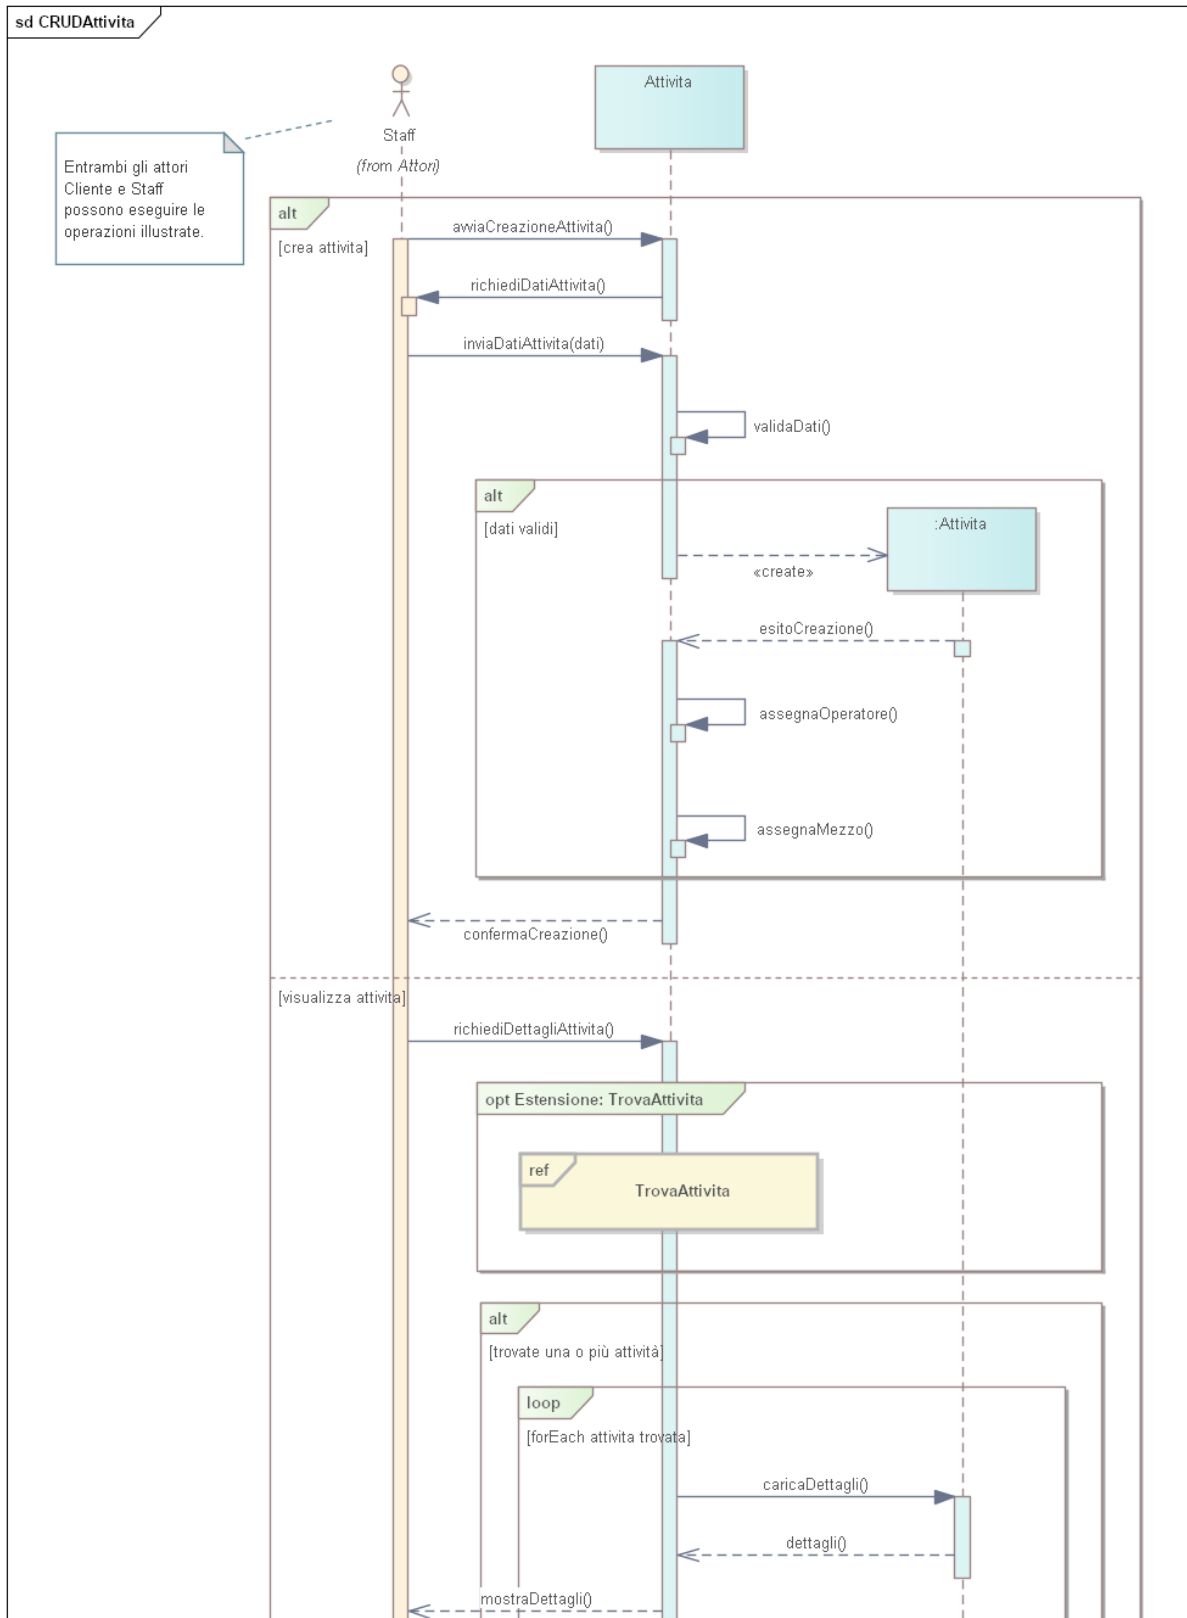 sd CRUDAttivita
Attivita
Staff
(from Attori)
Entrambi gli attori
Cliente e Staff
possono eseguire le
operazioni illustrate.
alt
[crea attivita]
avviaCreazioneAttivita()
richiediDatiAttivita()
inviaDatiAttivita(dati)
validaDati()
alt
[dati validi]
:Attivita
«create»
esitoCreazione()
assegnaOperatore()
assegnaMezzo()
confermaCreazione()
[visualizza attivita]
richiediDettagliAttivita()
opt Estensione: TrovaAttivita
ref
TrovaAttivita
alt
[trovate una o più attività]
loop
[forEach attivita trovata]
caricaDettagli()
dettagli()
mostraDettagli()